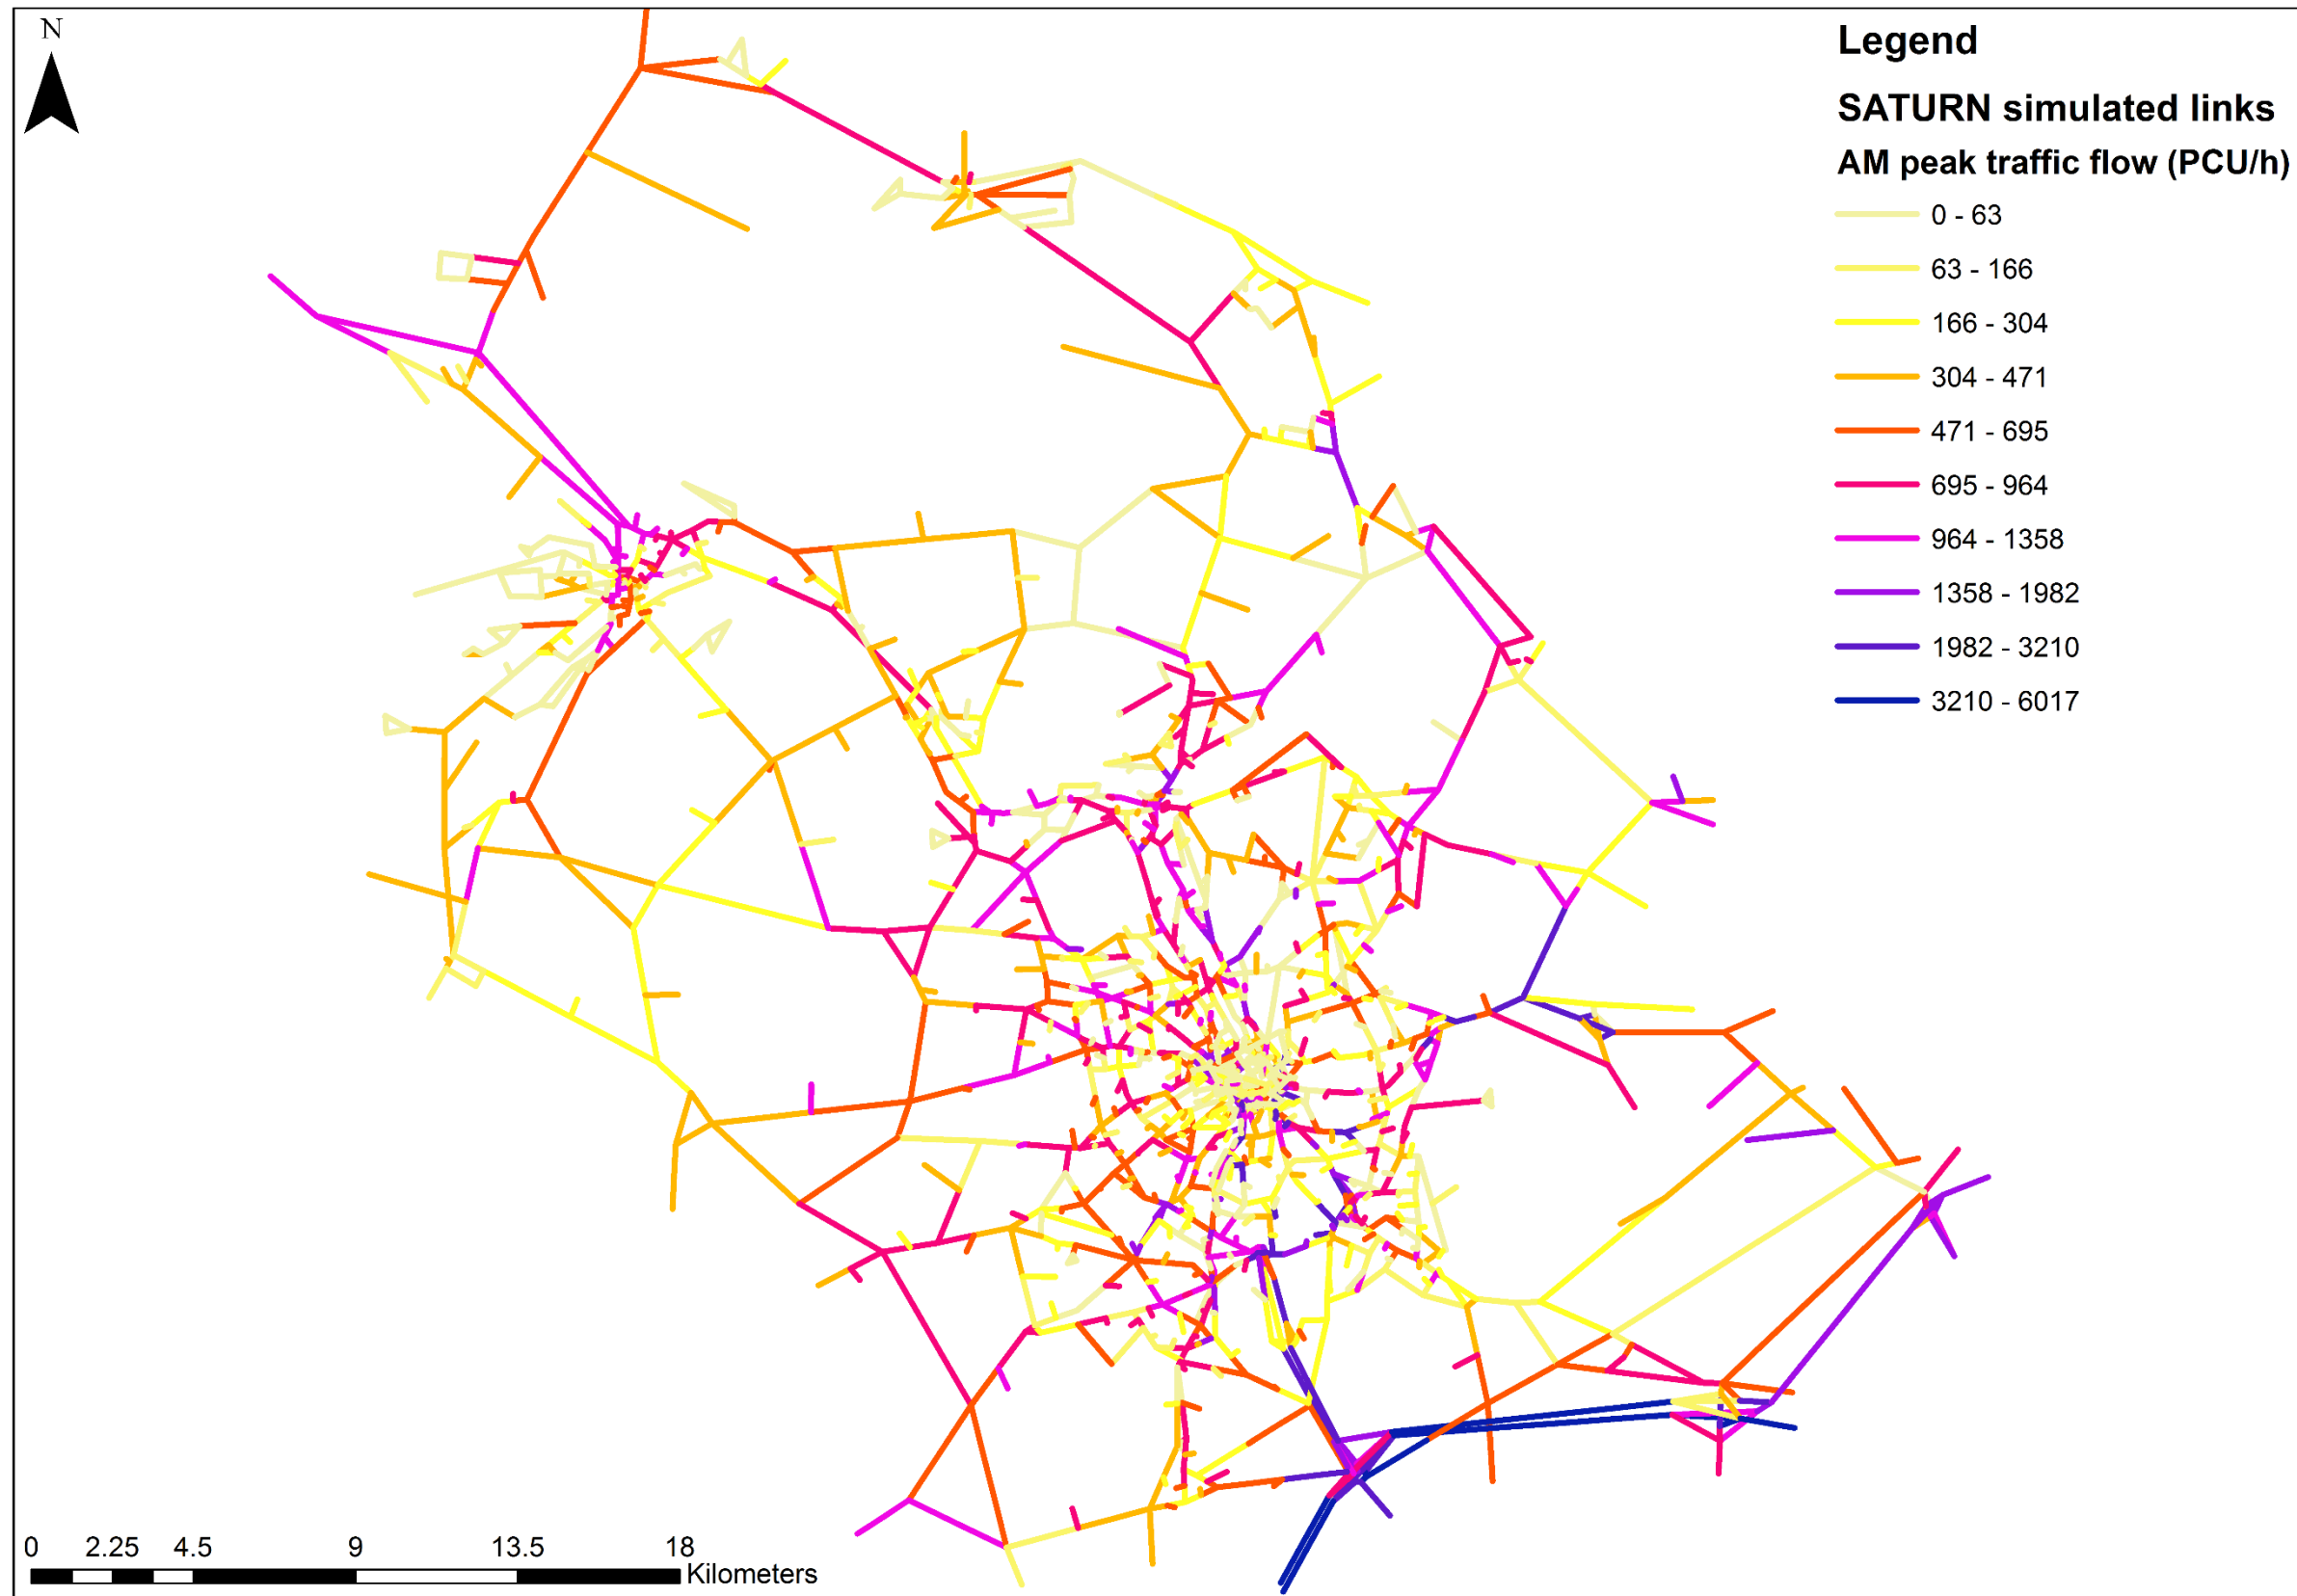 N
Legend
SATURN simulated links
AM peak traffic flow (PCU/h)
0 - 63
63 - 166
166 - 304
304 - 471
471 - 695
695 - 964
964 - 1358
1358 - 1982
1982 - 3210
3210 - 6017
0 2.25 4.5 9 13.5 18
Kilometers